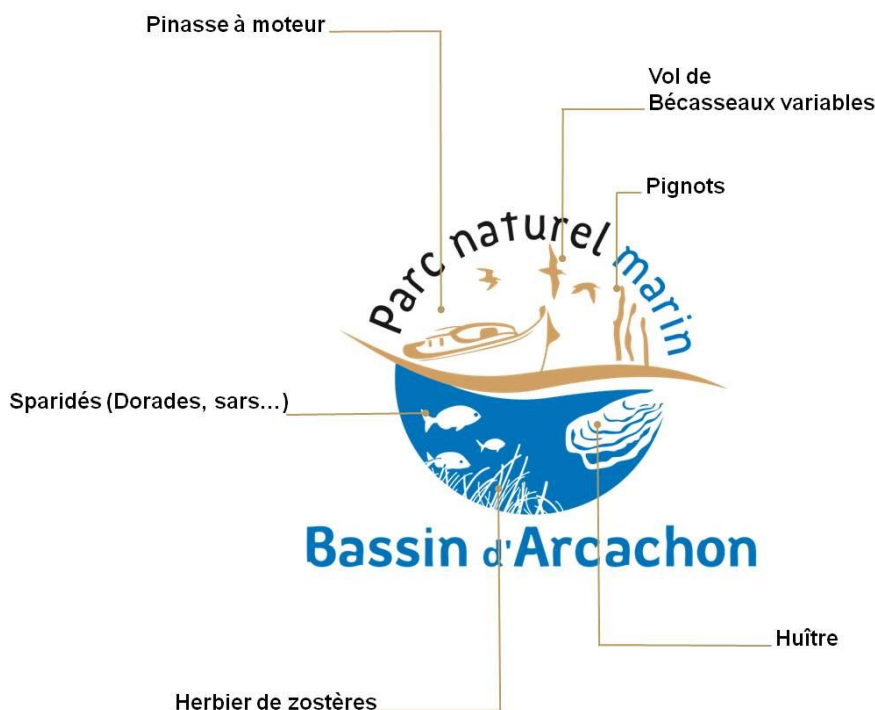 Pinasse à moteur
Vol de
Bécasseaux variables
Pignots
Parc naturel marin
Sparidés (Dorades, sars...)
Bassin d'Arcachon
Huître
Herbier de zostères